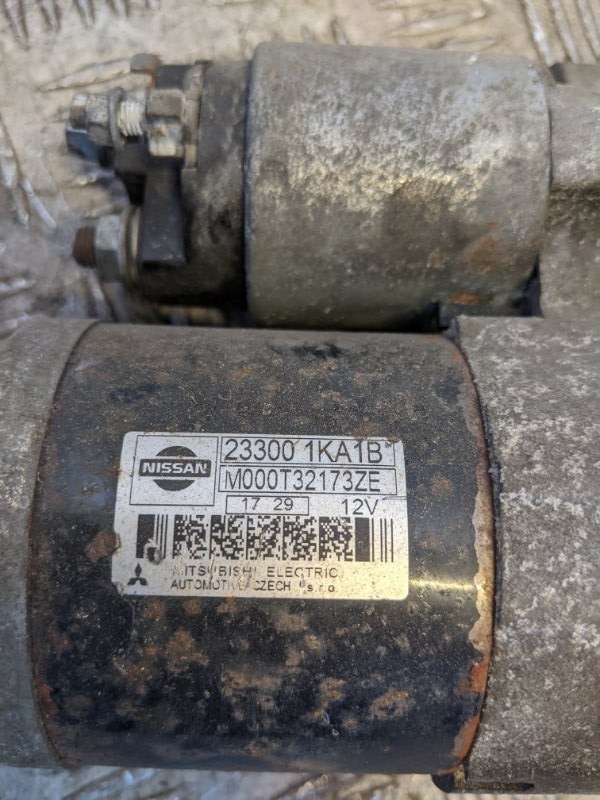 NISSAN
23300 1KA1B
M000T32173ZE
17 29 12V
MITSUBISHI ELECTRIC
AUTOMOTIVE CZECH s.r.o.